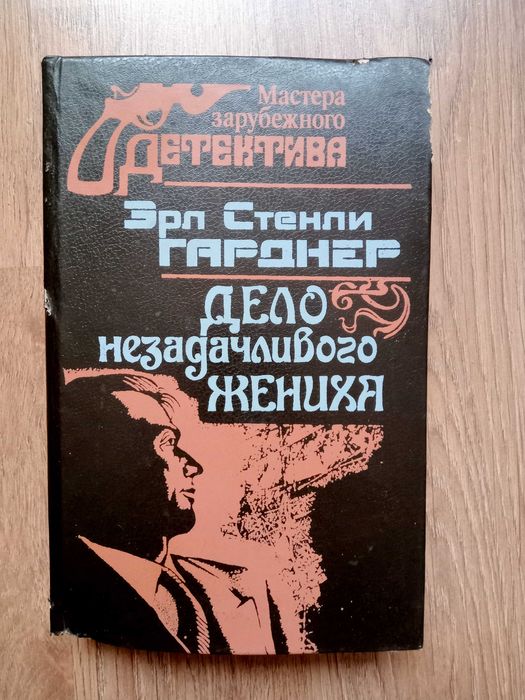 Мастера
зарубежного
ДЕТЕКТИВА
Эрл Стенли
ГАРДНЕР
ДЕЛО
незадачливого
ЖЕНИХА